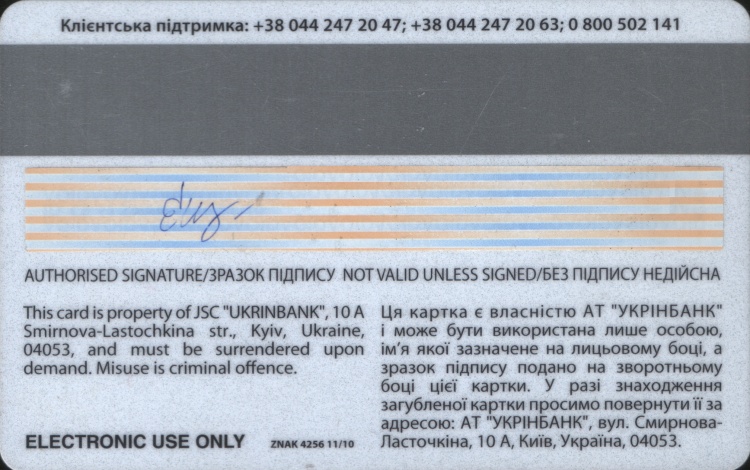 Клієнтська підтримка: +38 044 247 20 47; +38 044 247 20 63; 0 800 502 141
AUTHORISED SIGNATURE/ЗРАЗОК ПІДПИСУ NOT VALID UNLESS SIGNED/БЕЗ ПІДПИСУ НЕДІЙСНА
This card is property of JSC "UKRINBANK", 10 A
Smirnova-Lastochkina str., Kyiv, Ukraine,
04053, and must be surrendered upon
demand. Misuse is criminal offence.
ELECTRONIC USE ONLY ZNAK 4256 11/10
Ця картка є власністю АТ "УКРІНБАНК"
і може бути використана лише особою,
ім'я якої зазначене на лицьовому боці, а
зразок підпису подано на зворотньому
боці цієї картки. У разі знаходження
загубленої картки просимо повернути її за
адресою: АТ "УКРІНБАНК", вул. Смирнова-
Ласточкіна, 10 А, Київ, Україна, 04053.